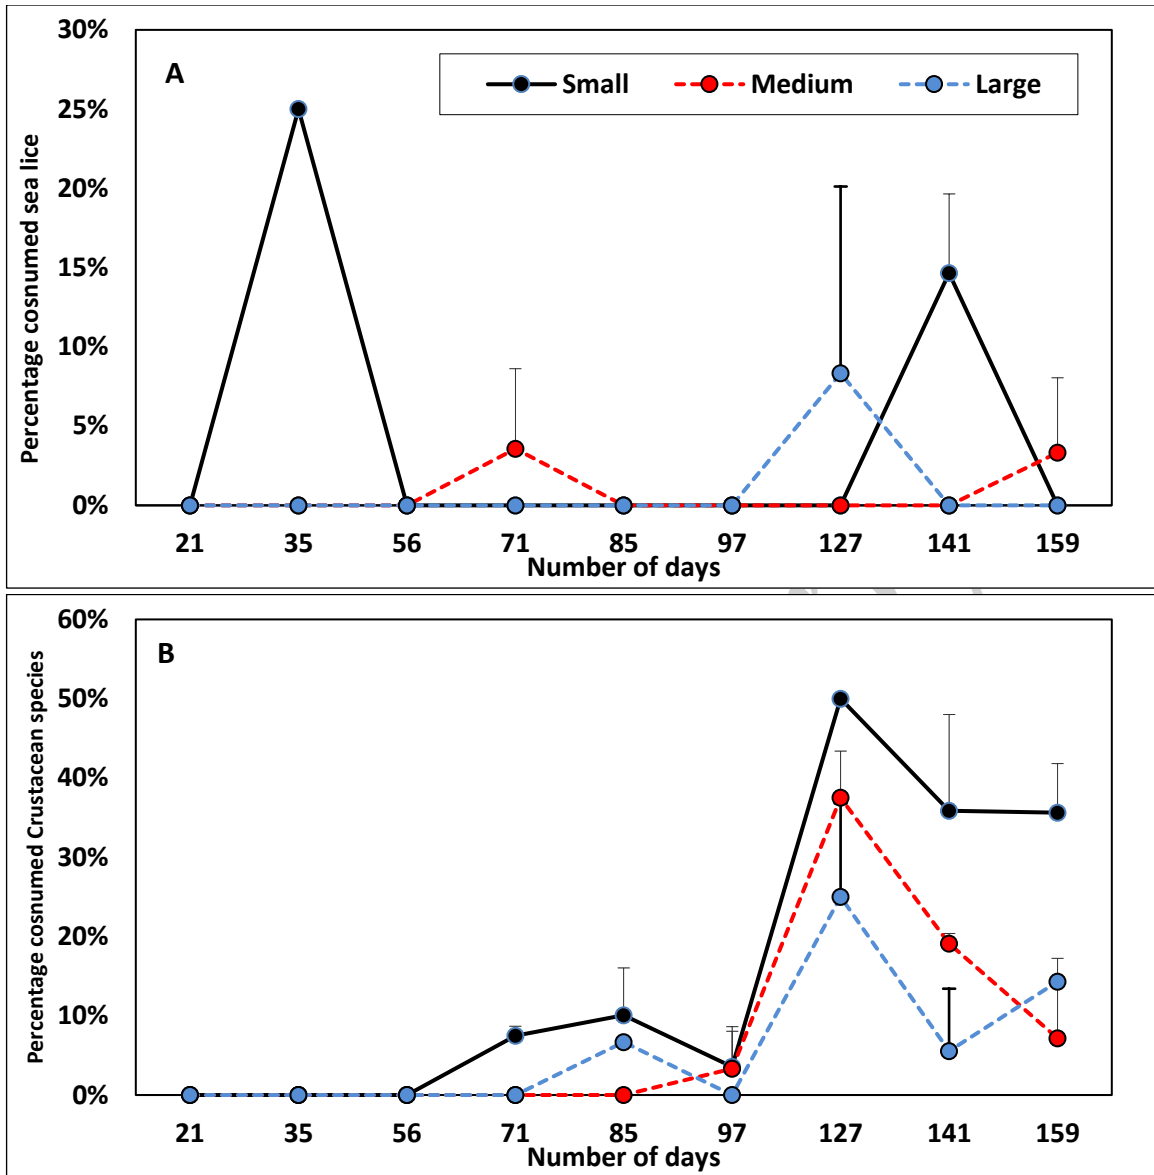 30%
A
Small Medium Large
25%
20%
15%
10%
5%
0%
Percentage cosnumed sea lice
21 35 56 71 85 97 127 141 159
Number of days
60%
B
50%
40%
30%
20%
10%
0%
Percentage cosnumed Crustacean species
21 35 56 71 85 97 127 141 159
Number of days